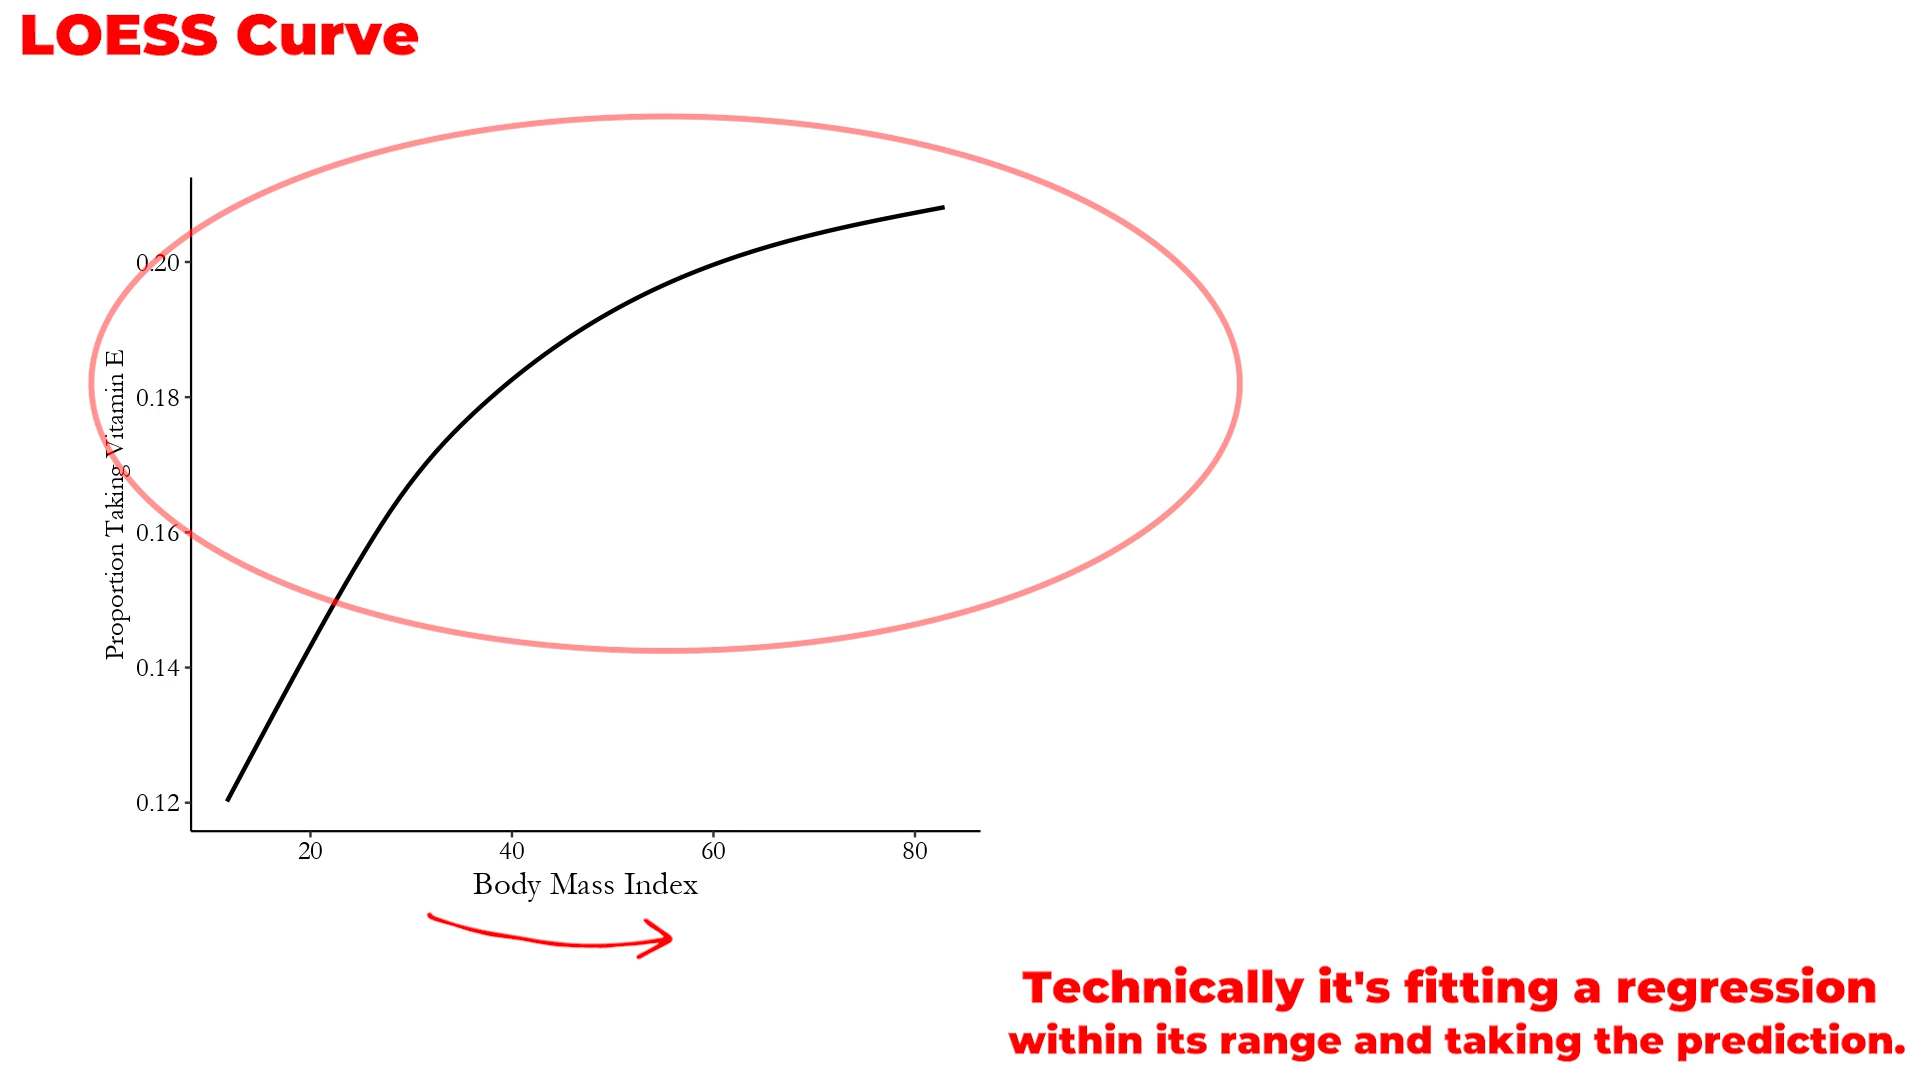 LOESS Curve
0.20
0.18
0.16
0.14
0.12
Proportion Taking Vitamin E
20 40 60 80
Body Mass Index
Technically it's fitting a regression
within its range and taking the prediction.